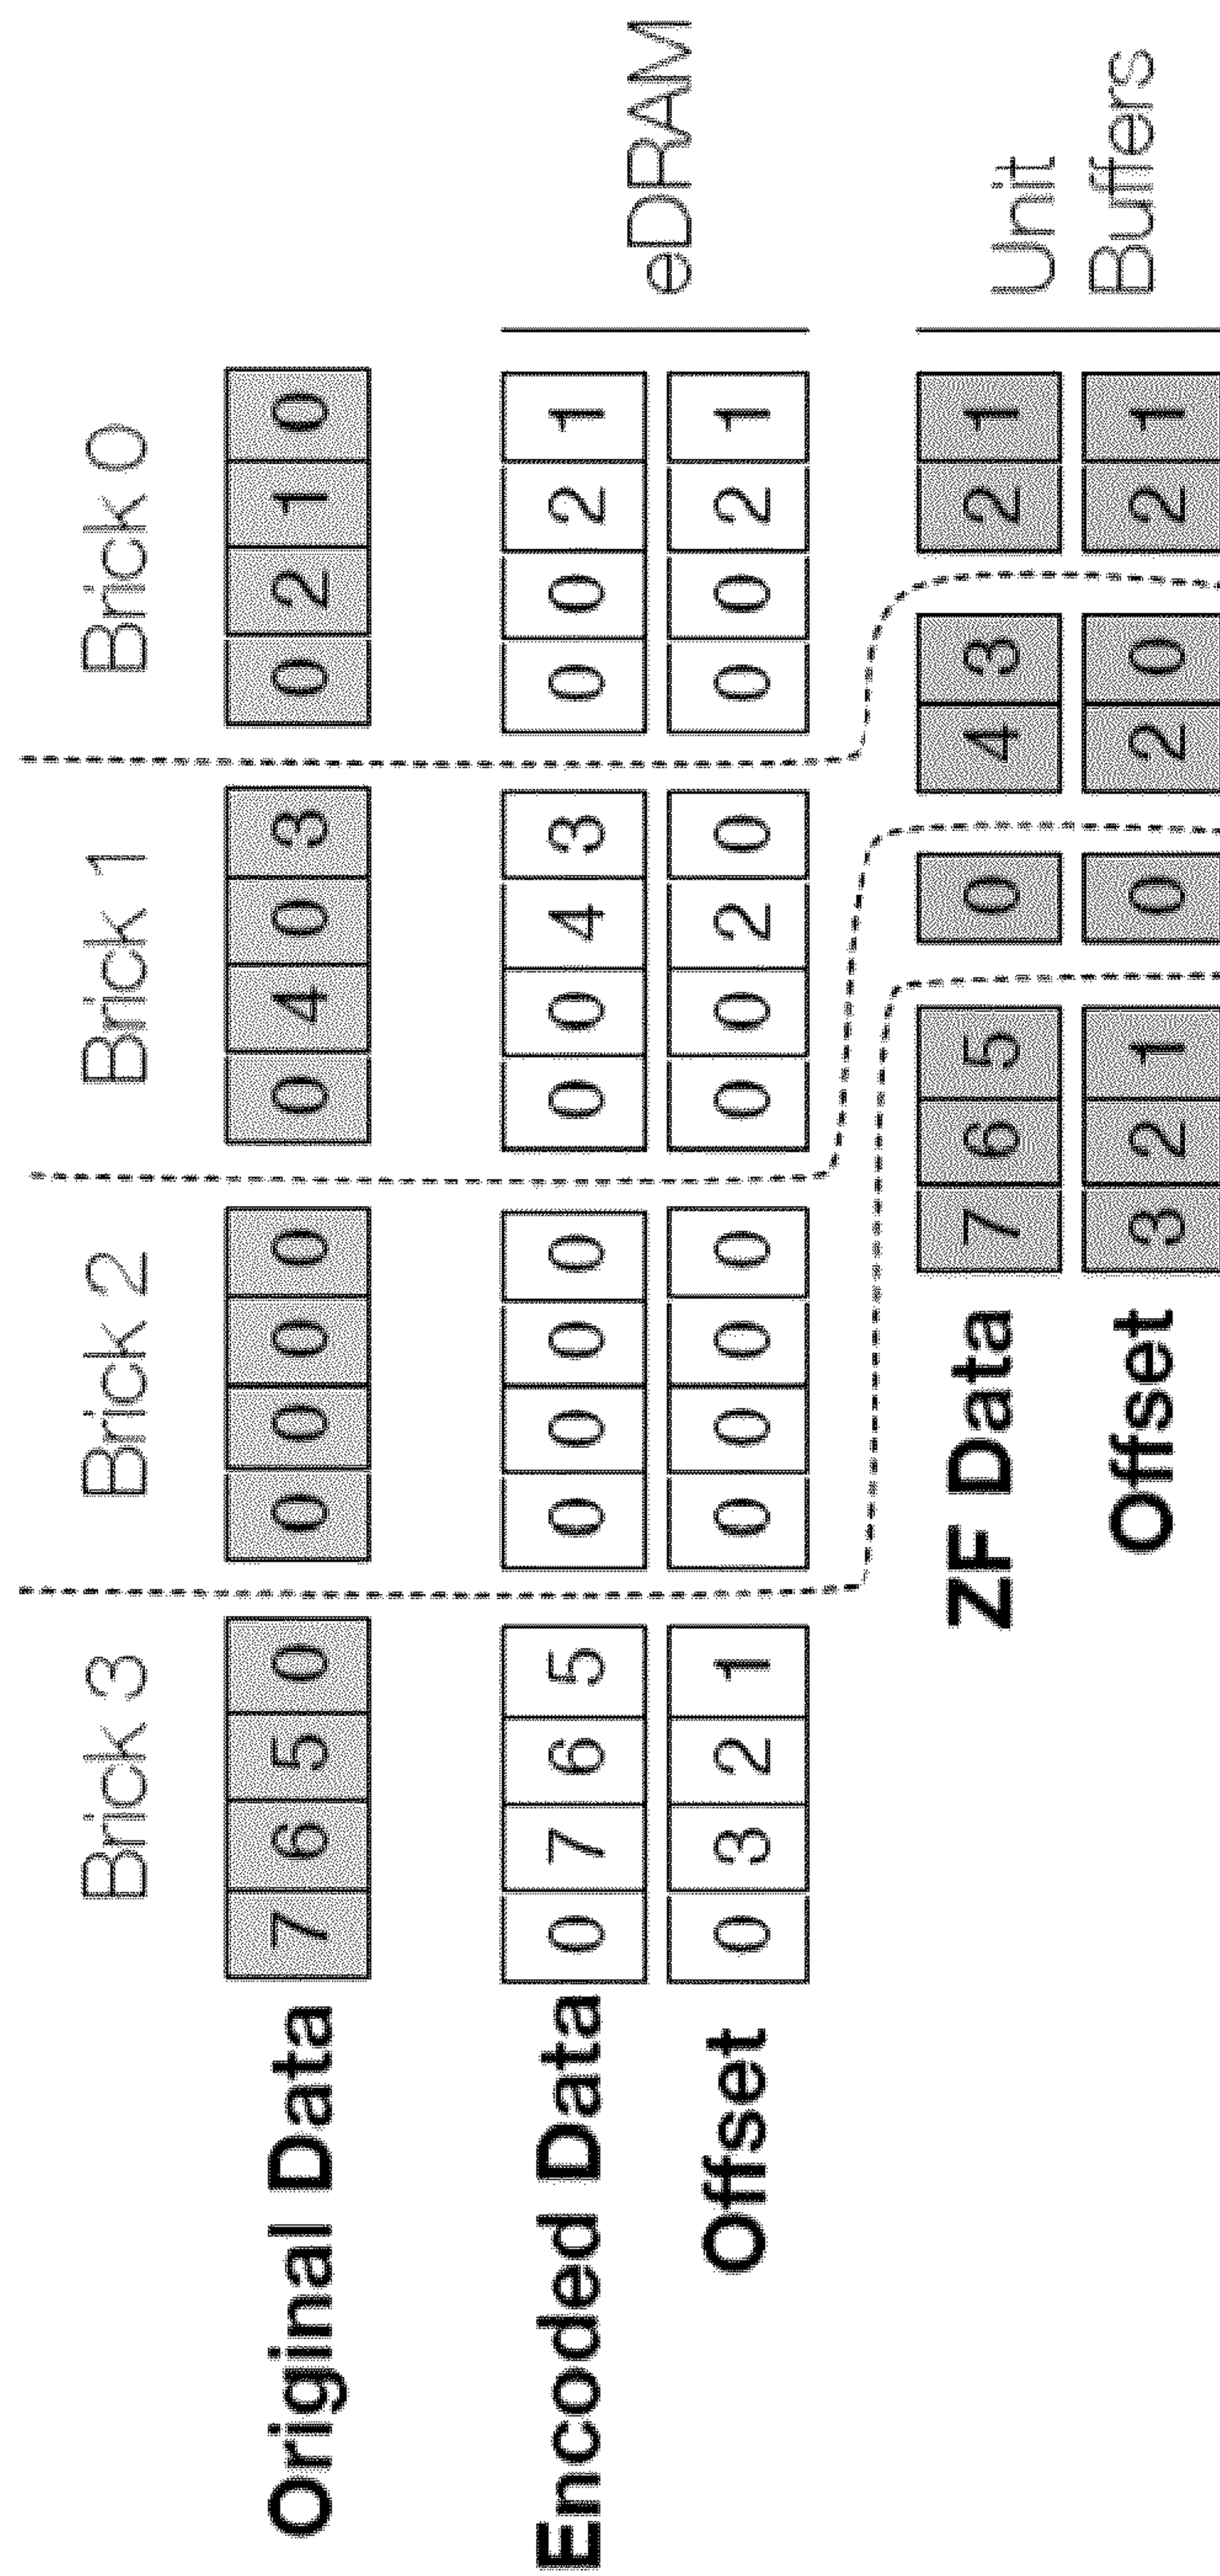 Brick 3 Brick 2 Brick 1 Brick 0
Original Data 7 6 5 0 0 0 0 0 0 4 0 3 0 2 1 0
Encoded Data 0 7 6 5 0 0 0 0 0 0 4 3 0 0 2 1
eDRAM
Offset 0 3 2 1 0 0 0 0 0 0 2 0 0 0 2 1
ZF Data 7 6 5 0 4 3 2 1 Unit
Offset 3 2 1 0 2 0 2 1 Buffers